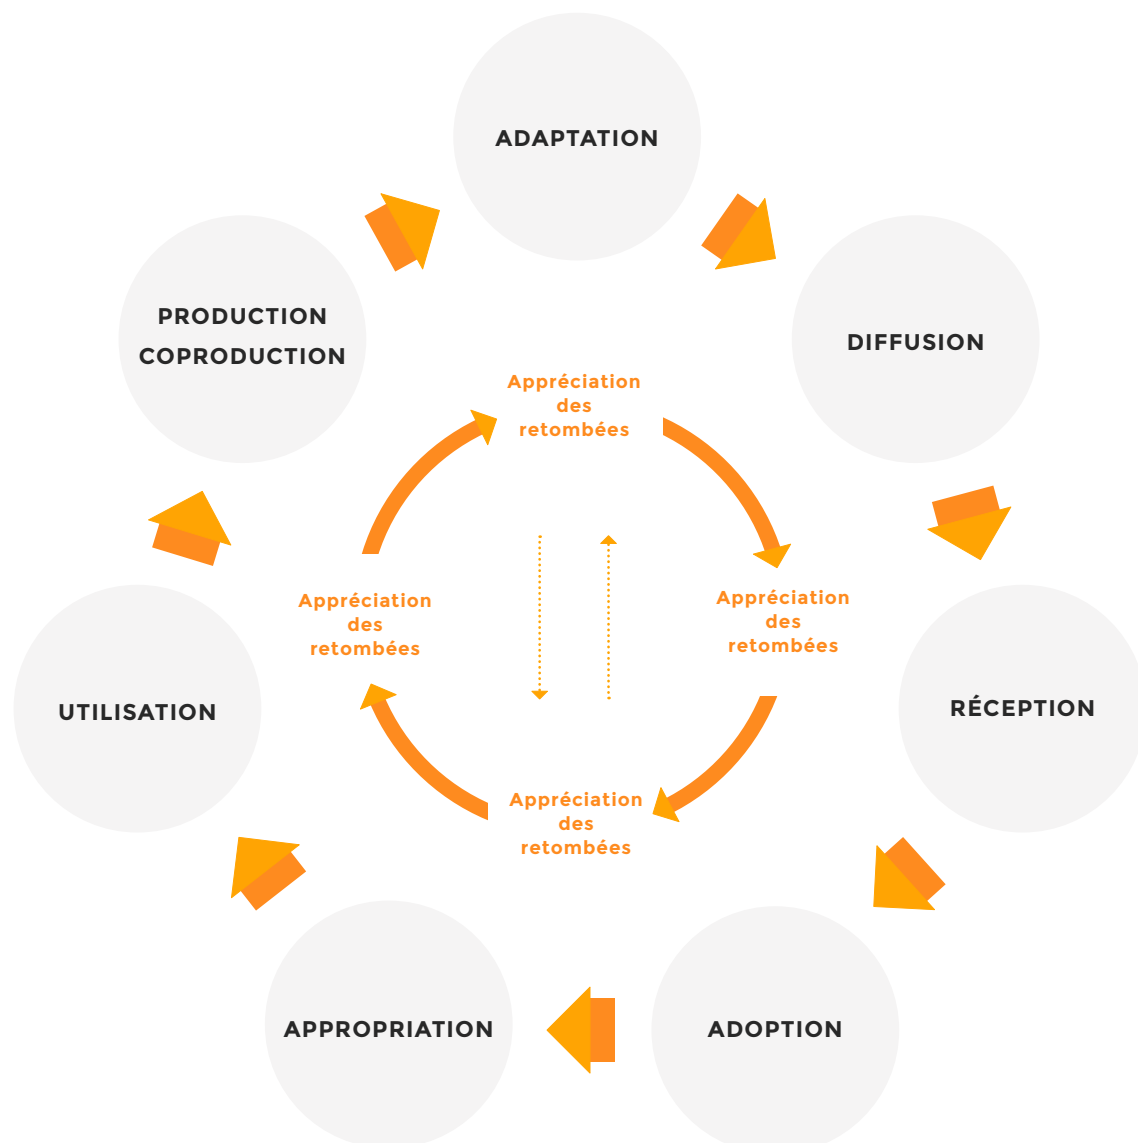 ADAPTATION
PRODUCTION
COPRODUCTION
DIFFUSION
Appréciation
des
retombées
Appréciation
des
retombées
Appréciation
des
retombées
UTILISATION
RÉCEPTION
Appréciation
des
retombées
APPROPRIATION
ADOPTION